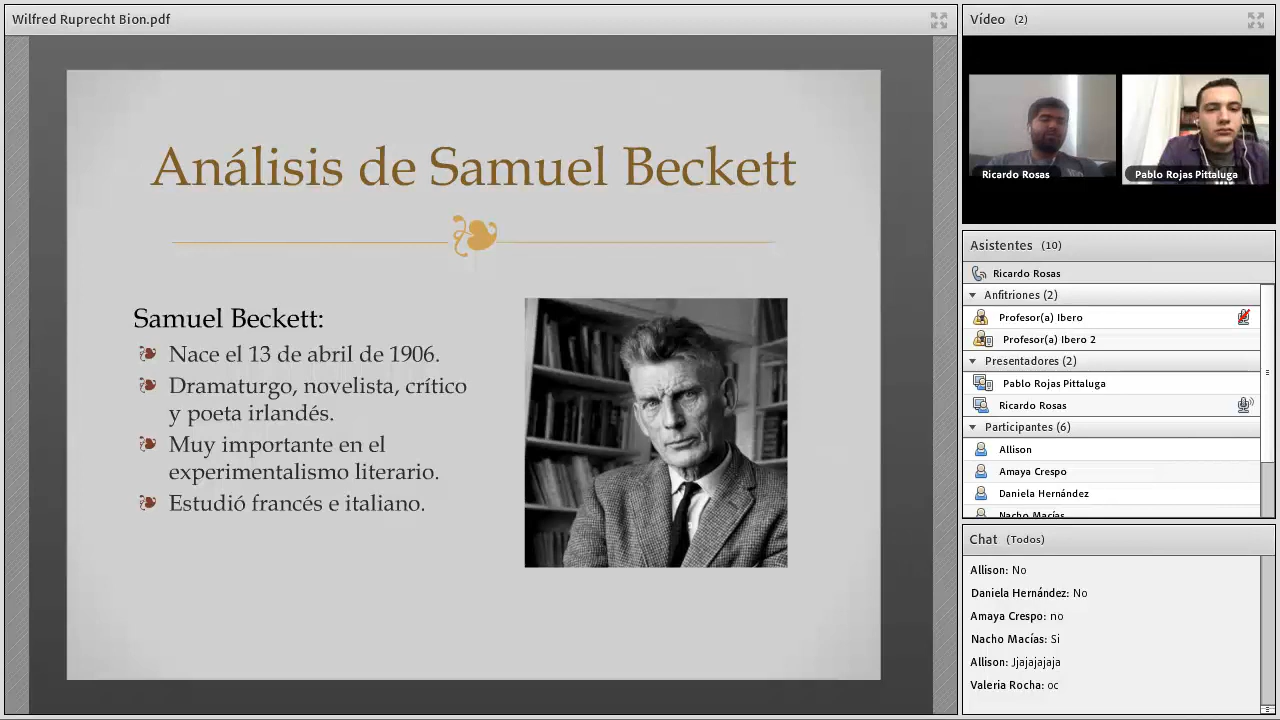 Wilfred Ruprecht Bion.pdf
Análisis de Samuel Beckett
Samuel Beckett:
Nace el 13 de abril de 1906.
Dramaturgo, novelista, crítico
y poeta irlandés.
Muy importante en el
experimentalismo literario.
Estudió francés e italiano.
Vídeo (2)
Ricardo Rosas
Pablo Rojas Pittaluga
Asistentes (10)
Ricardo Rosas
Anfitriones (2)
Profesor(a) Ibero
Profesor(a) Ibero 2
Presentadores (2)
Pablo Rojas Pittaluga
Ricardo Rosas
Participantes (6)
Allison
Amaya Crespo
Daniela Hernández
Nacho Macías
Chat (Todos)
Allison: No
Daniela Hernández: No
Amaya Crespo: no
Nacho Macías: Si
Allison: Jjajajajaja
Valeria Rocha: oc